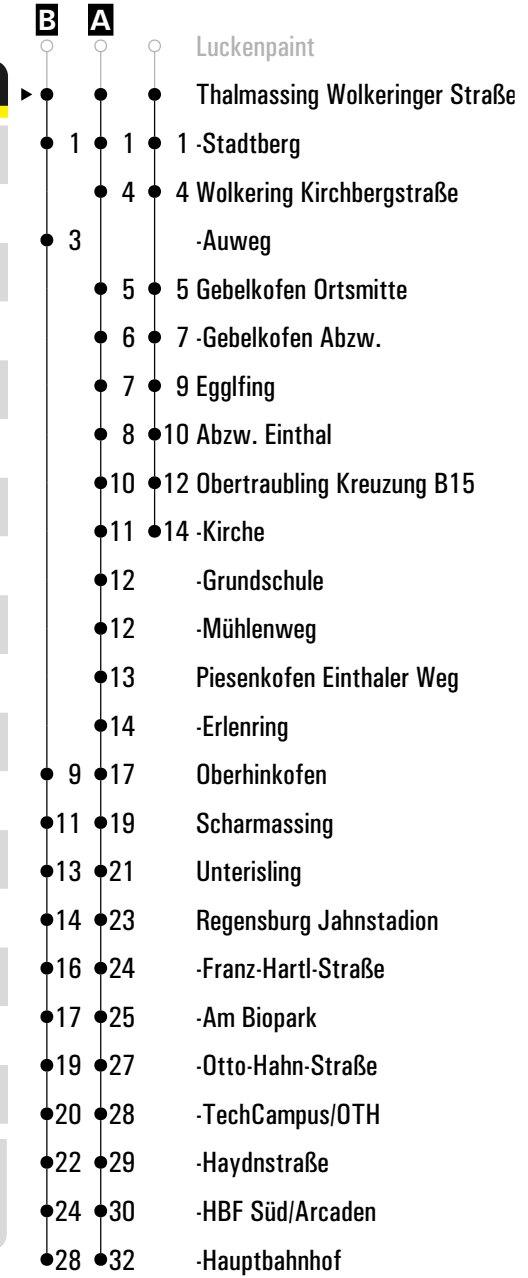 B A
Luckenpaint
Thalmassing Wolkeringer Straße
1 1 1 -Stadtberg
4 4 Wolkering Kirchbergstraße
3 -Auweg
5 5 Gebelkofen Ortsmitte
6 7 -Gebelkofen Abzw.
7 9 Egglfing
8 10 Abzw. Einthal
10 12 Obertraubling Kreuzung B15
11 14 -Kirche
12 -Grundschule
12 -Mühlenweg
13 Piesenkofen Einthaler Weg
14 -Erlenring
9 17 Oberhinkofen
11 19 Scharmassing
13 21 Unterisling
14 23 Regensburg Jahnstadion
16 24 -Franz-Hartl-Straße
17 25 -Am Biopark
19 27 -Otto-Hahn-Straße
20 28 -TechCampus/OTH
22 29 -Haydnstraße
24 30 -HBF Süd/Arcaden
28 32 -Hauptbahnhof